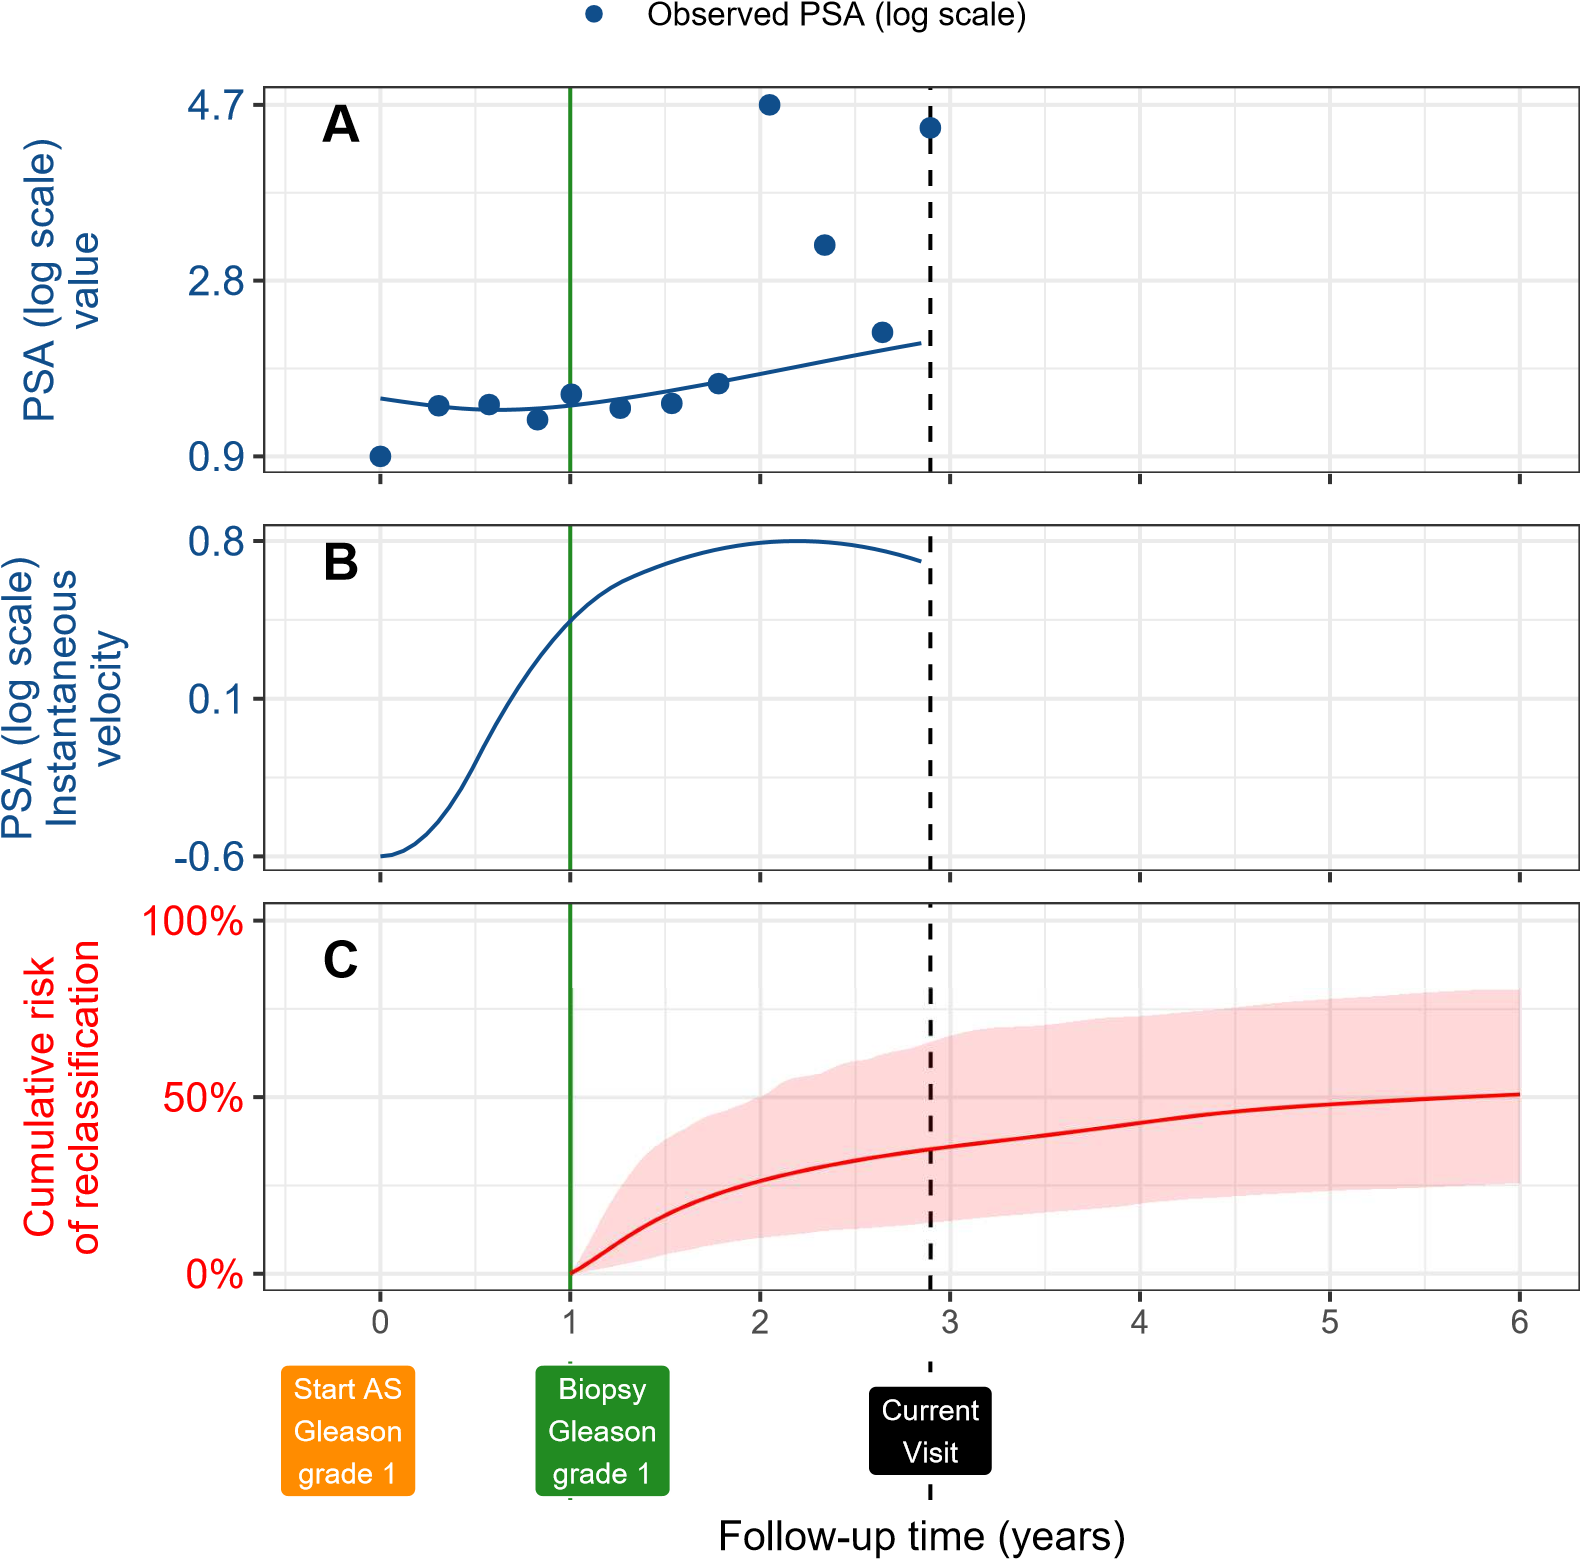 Observed PSA (log scale)
A
PSA (log scale)
value
4.7
2.8
0.9
B
PSA (log scale)
Instantaneous
velocity
0.8
0.1
-0.6
C
Cumulative risk
of reclassification
100%
50%
0%
0 1 2 3 4 5 6
Start AS
Gleason
grade 1
Biopsy
Gleason
grade 1
Current
Visit
Follow-up time (years)